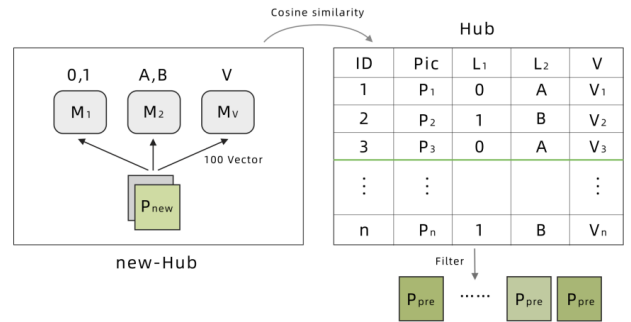 Cosine similarity
Hub
0,1 A,B V
M1 M2 MV
100 Vector
Pnew
new-Hub
ID Pic L1 L2 V
1 P1 0 A V1
2 P2 1 B V2
3 P3 0 A V3
⋮ ⋮ ⋮
n Pn 1 B Vn
Filter
Ppre ...... Ppre Ppre